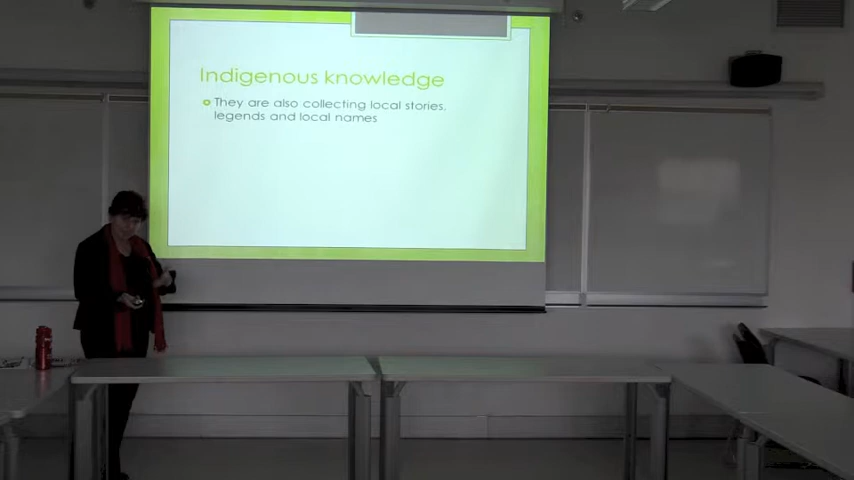 Indigenous knowledge
They are also collecting local stories,
legends and local names